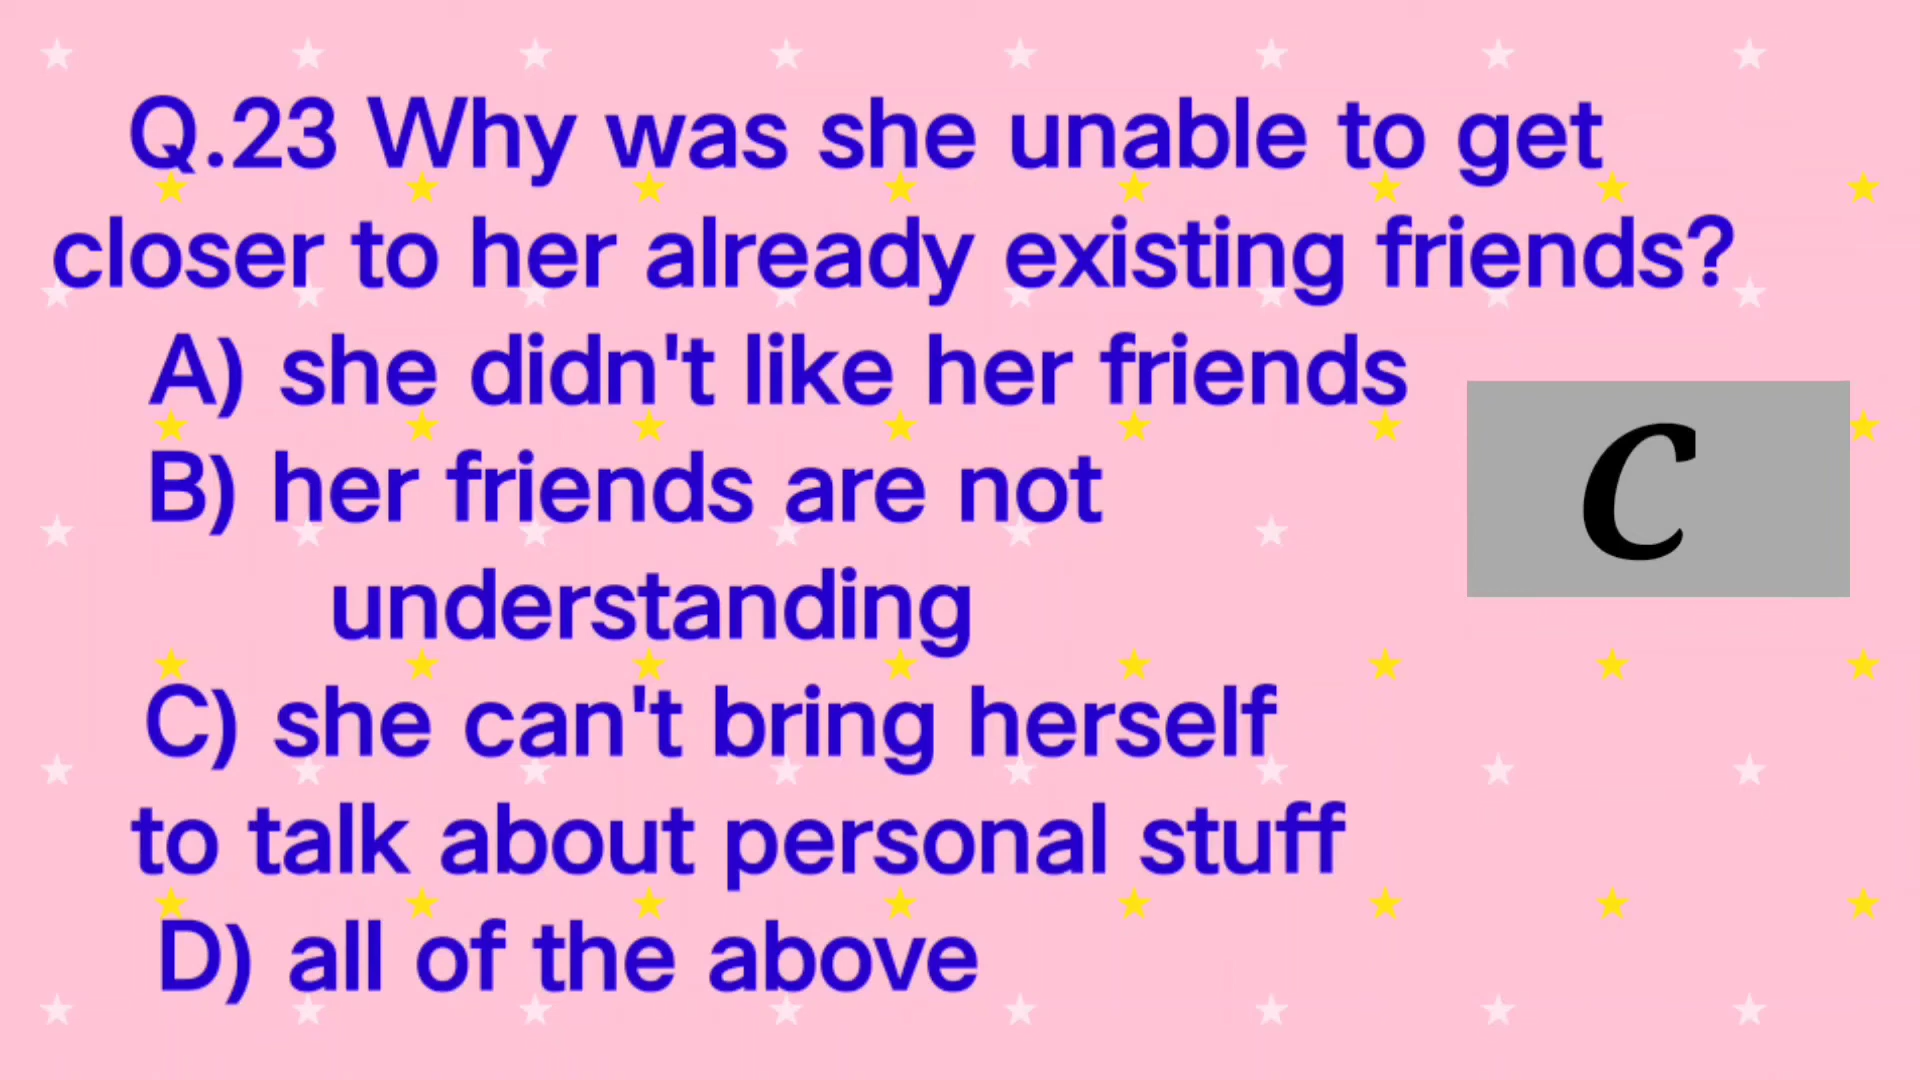 Q.23 Why was she unable to get
closer to her already existing friends?
A) she didn't like her friends
B) her friends are not
understanding
C) she can't bring herself
to talk about personal stuff
D) all of the above
C